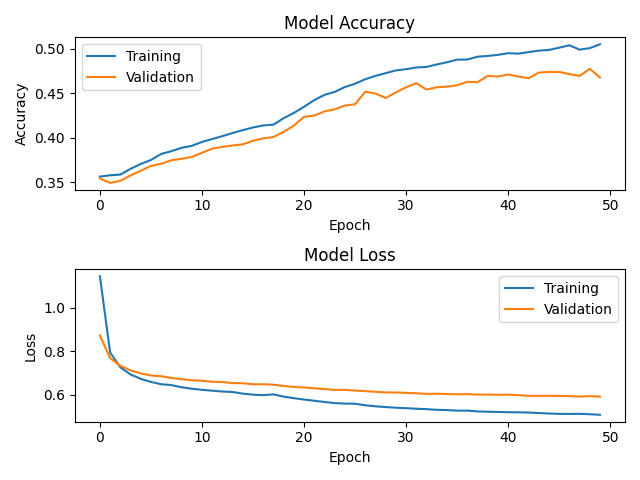 Model Accuracy
Accuracy
0.50
0.45
0.40
0.35
Training
Validation
0 10 20 30 40 50
Epoch
Model Loss
Loss
1.0
0.8
0.6
Training
Validation
0 10 20 30 40 50
Epoch